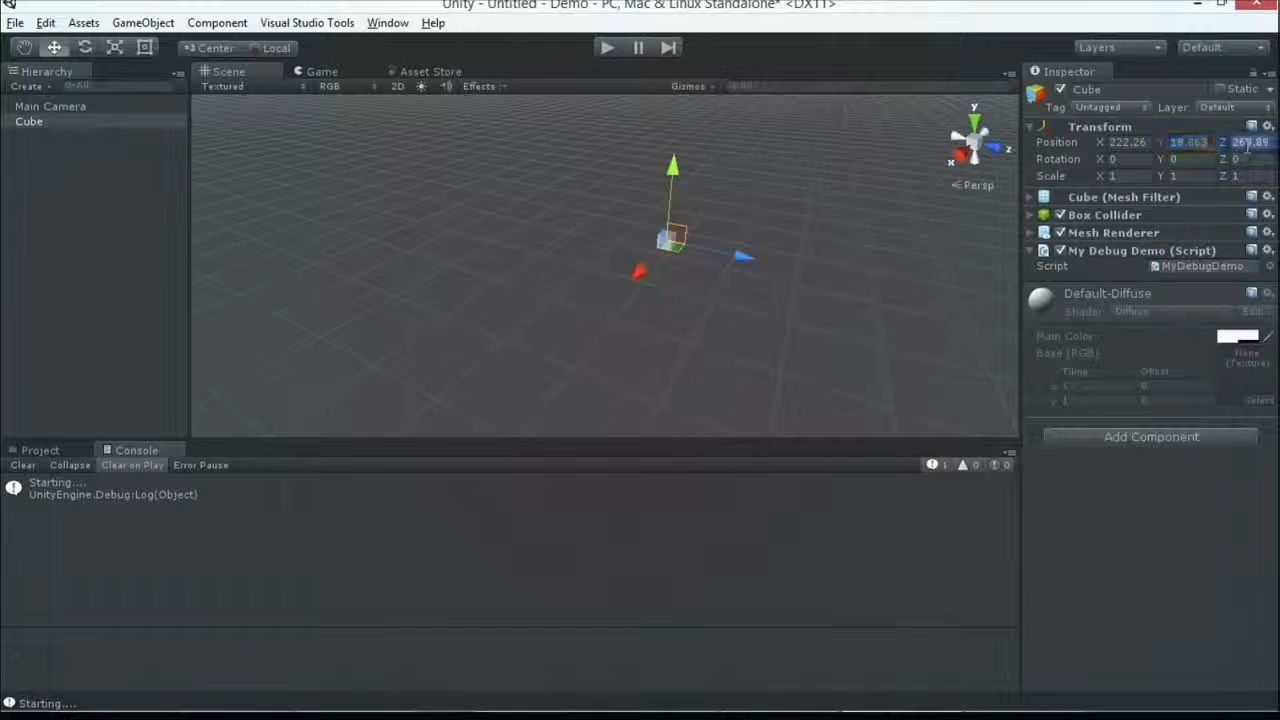 Unity - Untitled - Demo - PC, Mac & Linux Standalone* <DX11>
File Edit Assets GameObject Component Visual Studio Tools Window Help
Center Local Layers Default
Hierarchy Scene Game Asset Store Inspector
Create All Textured RGB 2D Effects Gizmos
Cube Static
Main Camera Tag Untagged Layer Default
Cube y x z Transform
Position X 222.26 Y 18.863 Z
Rotation X 0 Y 0 Z 0
Persp Scale X 1 Y 1 Z 1
Cube (Mesh Filter)
Box Collider
Mesh Renderer
My Debug Demo (Script)
Script MyDebugDemo
Default-Diffuse
Shader Diffuse Edit...
Main Color
Base (RGB) None
(Texture)
Tiling Offset
x 1 0
y 1 0 Select
Add Component
Project Console
Clear Collapse Clear on Play Error Pause 1 0 0
Starting....
UnityEngine.Debug:Log(Object)
Starting....